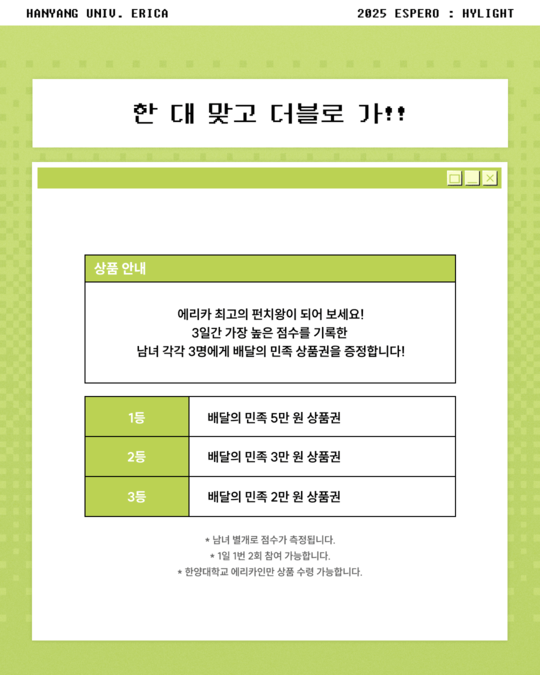 HANYANG UNIV. ERICA
2025 ESPERO : HYLIGHT
한 대 맞고 더블로 가!!
상품 안내
에리카 최고의 펀치왕이 되어 보세요!
3일간 가장 높은 점수를 기록한
남녀 각각 3명에게 배달의 민족 상품권을 증정합니다!
1등
배달의 민족 5만 원 상품권
2등
배달의 민족 3만 원 상품권
3등
배달의 민족 2만 원 상품권
* 남녀 별개로 점수가 측정됩니다.
* 1일 1번 2회 참여 가능합니다.
* 한양대학교 에리카인만 상품 수령 가능합니다.